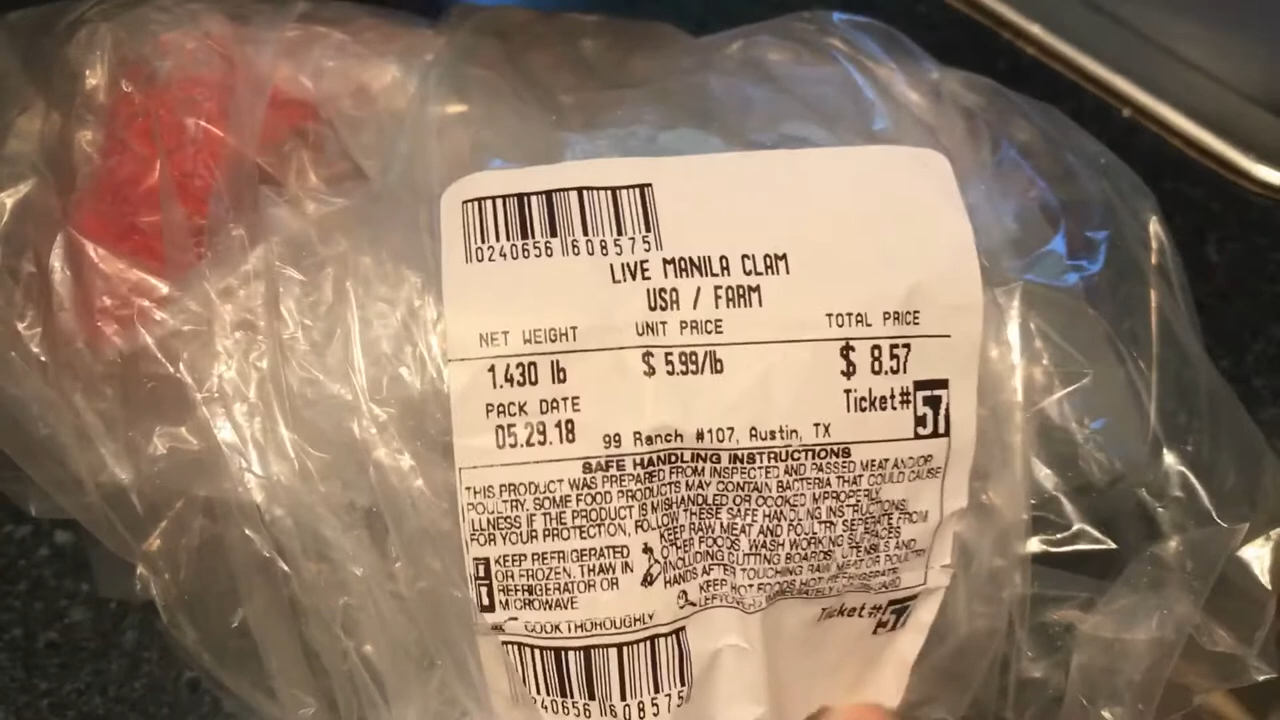 0240656 608575
LIVE MANILA CLAM
USA / FARM
NET WEIGHT UNIT PRICE TOTAL PRICE
1.430 lb $ 5.99/lb $ 8.57
PACK DATE Ticket# 57
05.29.18 99 Ranch #107, Austin, TX
SAFE HANDLING INSTRUCTIONS
THIS PRODUCT WAS PREPARED FROM INSPECTED AND PASSED MEAT AND/OR
POULTRY. SOME FOOD PRODUCTS MAY CONTAIN BACTERIA THAT COULD CAUSE
ILLNESS IF THE PRODUCT IS MISHANDLED OR COOKED IMPROPERLY.
FOR YOUR PROTECTION, FOLLOW THESE SAFE HANDLING INSTRUCTIONS.
KEEP REFRIGERATED
OR FROZEN. THAW IN
REFRIGERATOR OR
MICROWAVE
KEEP RAW MEAT AND POULTRY SEPERATE FROM
OTHER FOODS. WASH WORKING SURFACES
(INCLUDING CUTTING BOARDS), UTENSILS AND
HANDS AFTER TOUCHING RAW MEAT OR POULTRY
COOK THOROUGHLY
KEEP HOT FOODS HOT. REFRIGERATE
LEFTOVERS IMMEDIATELY
Ticket# 57
240656 608575